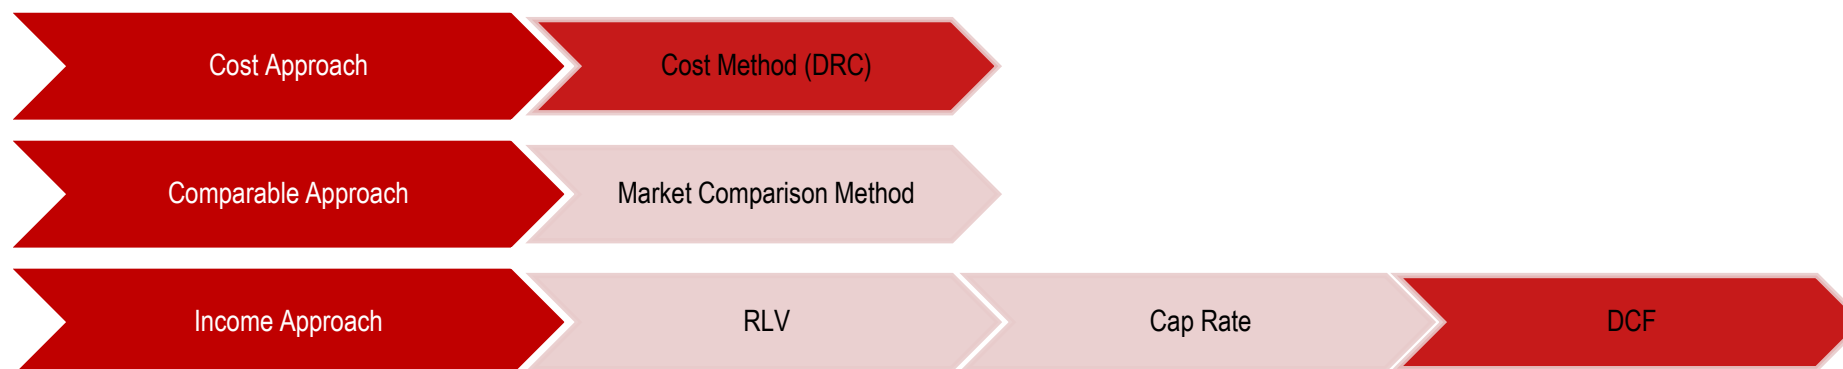 Cost Approach
Cost Method (DRC)
Comparable Approach
Market Comparison Method
Income Approach
RLV
Cap Rate
DCF